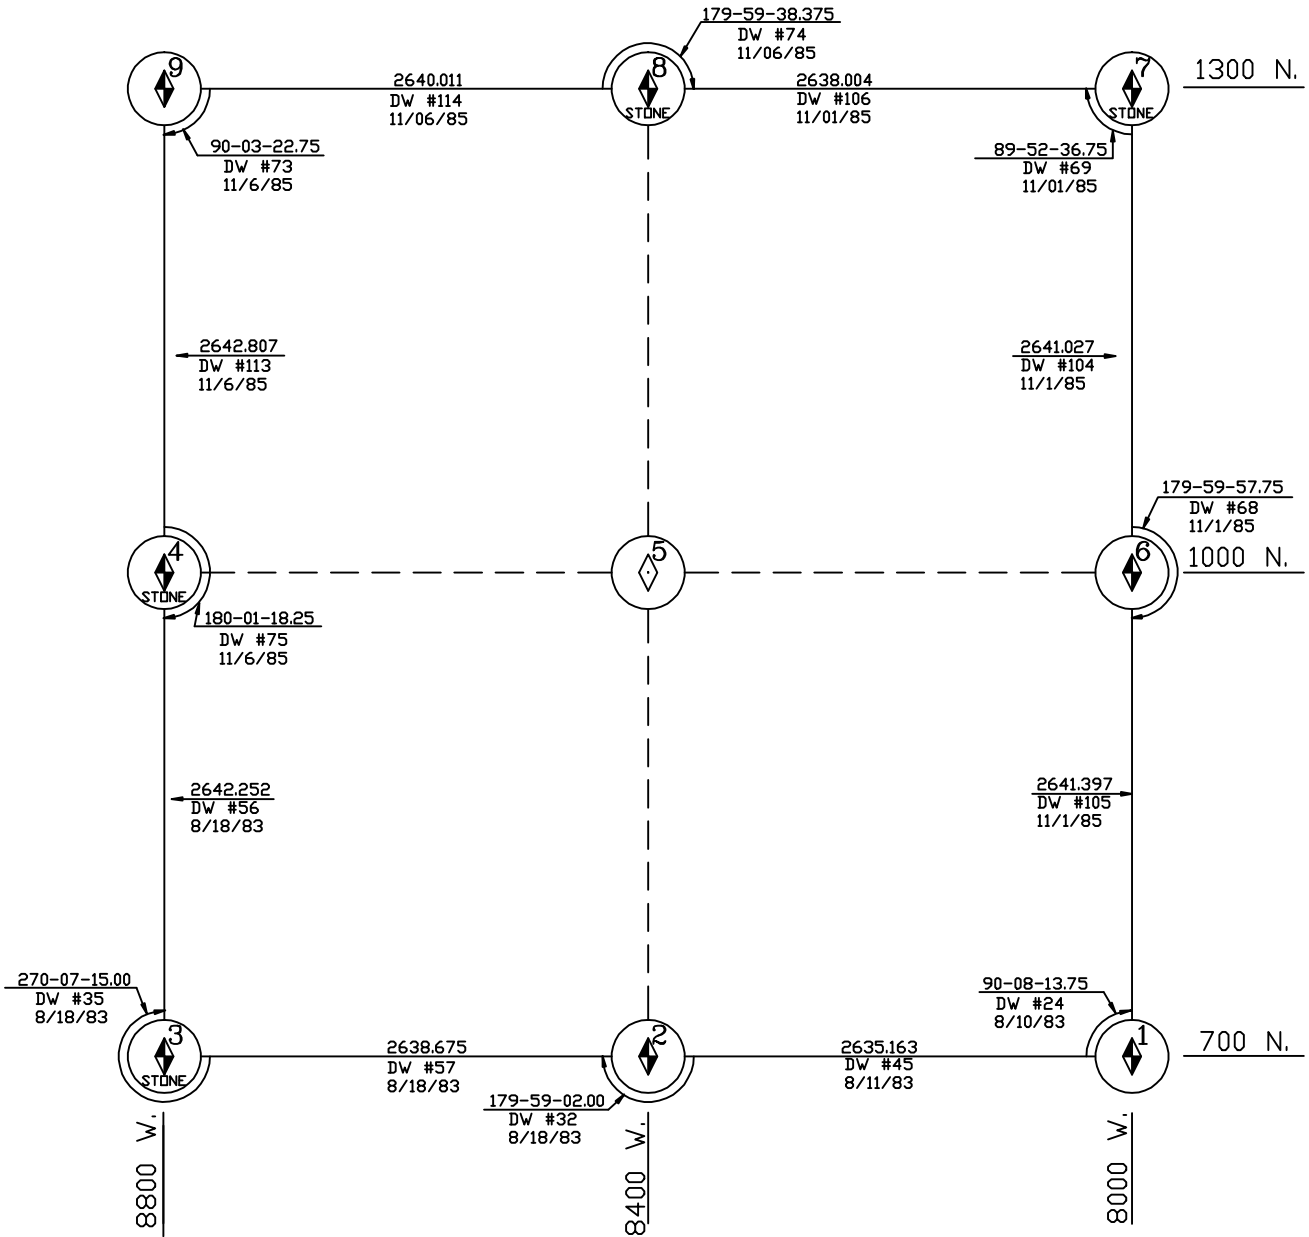 179-59-38.375
DW #74
11/06/85
9
2640.011
DW #114
11/06/85
8
STONE
2638.004
DW #106
11/01/85
7
STONE
1300 N.
90-03-22.75
DW #73
11/6/85
89-52-36.75
DW #69
11/01/85
2642.807
DW #113
11/6/85
2641.027
DW #104
11/1/85
179-59-57.75
DW #68
11/1/85
4
STONE
5
6
1000 N.
180-01-18.25
DW #75
11/6/85
2642.252
DW #56
8/18/83
2641.397
DW #105
11/1/85
270-07-15.00
DW #35
8/18/83
90-08-13.75
DW #24
8/10/83
3
STONE
2638.675
DW #57
8/18/83
2
2635.163
DW #45
8/11/83
1
700 N.
179-59-02.00
DW #32
8/18/83
8800 W.
8400 W.
8000 W.